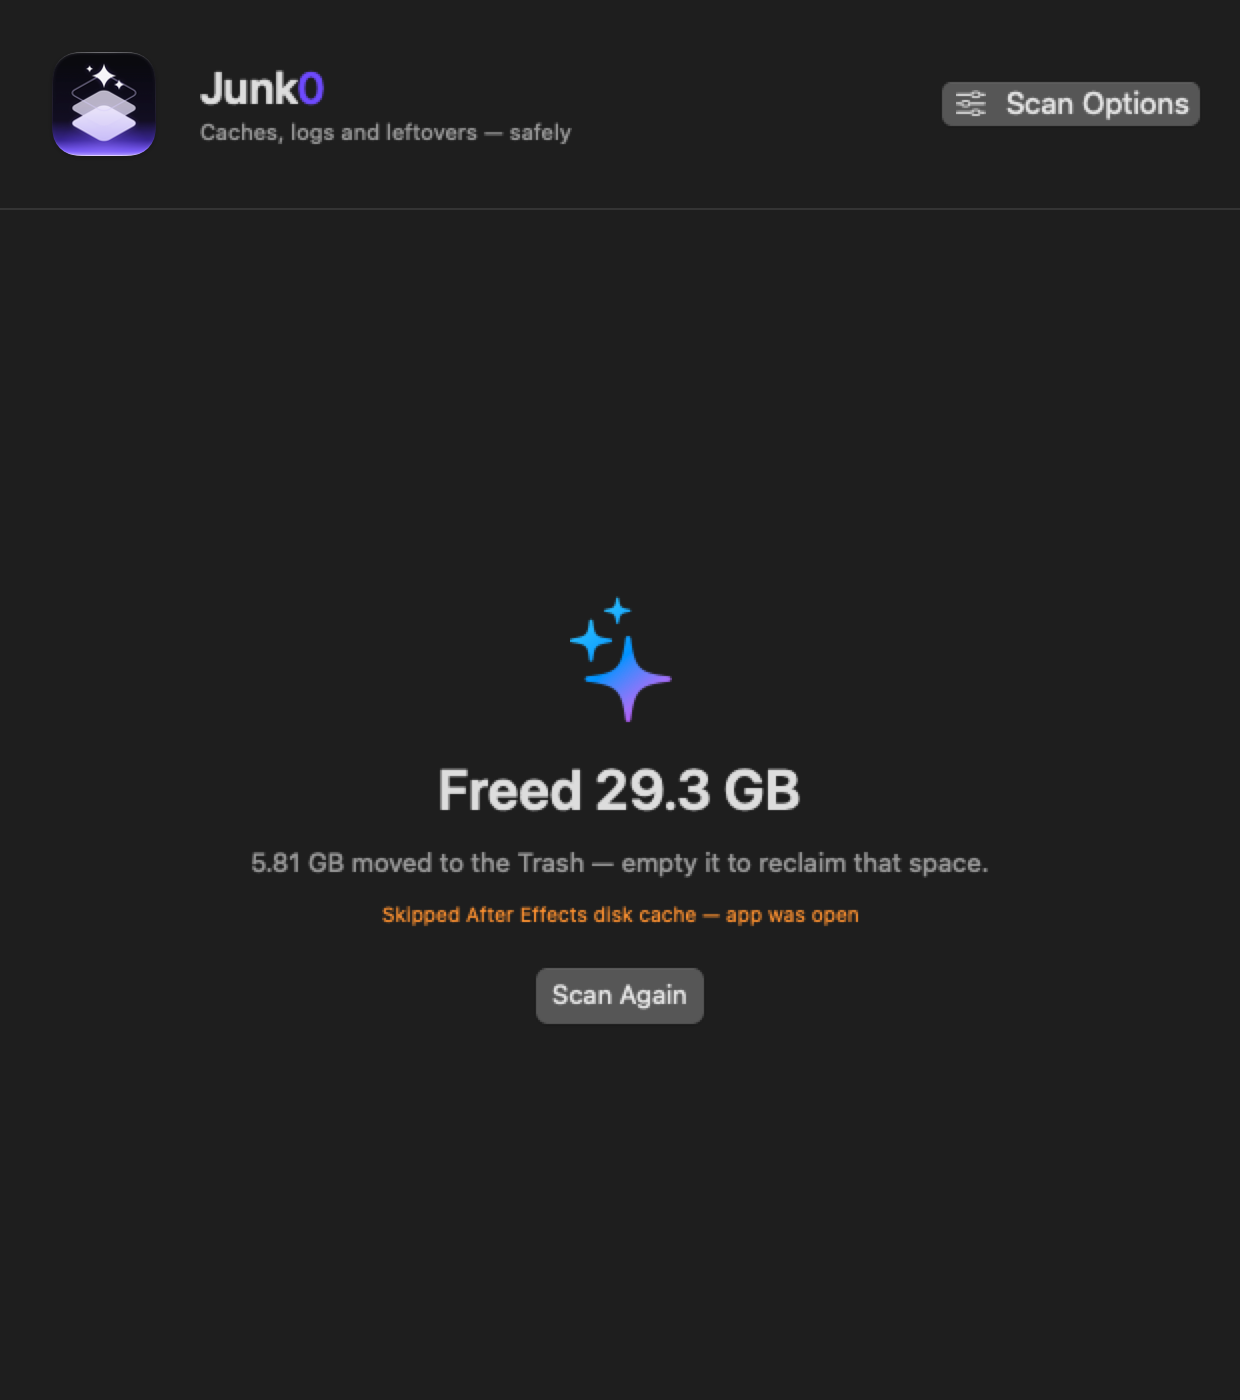 Junk0
Caches, logs and leftovers — safely
Scan Options
Freed 29.3 GB
5.81 GB moved to the Trash — empty it to reclaim that space.
Skipped After Effects disk cache — app was open
Scan Again